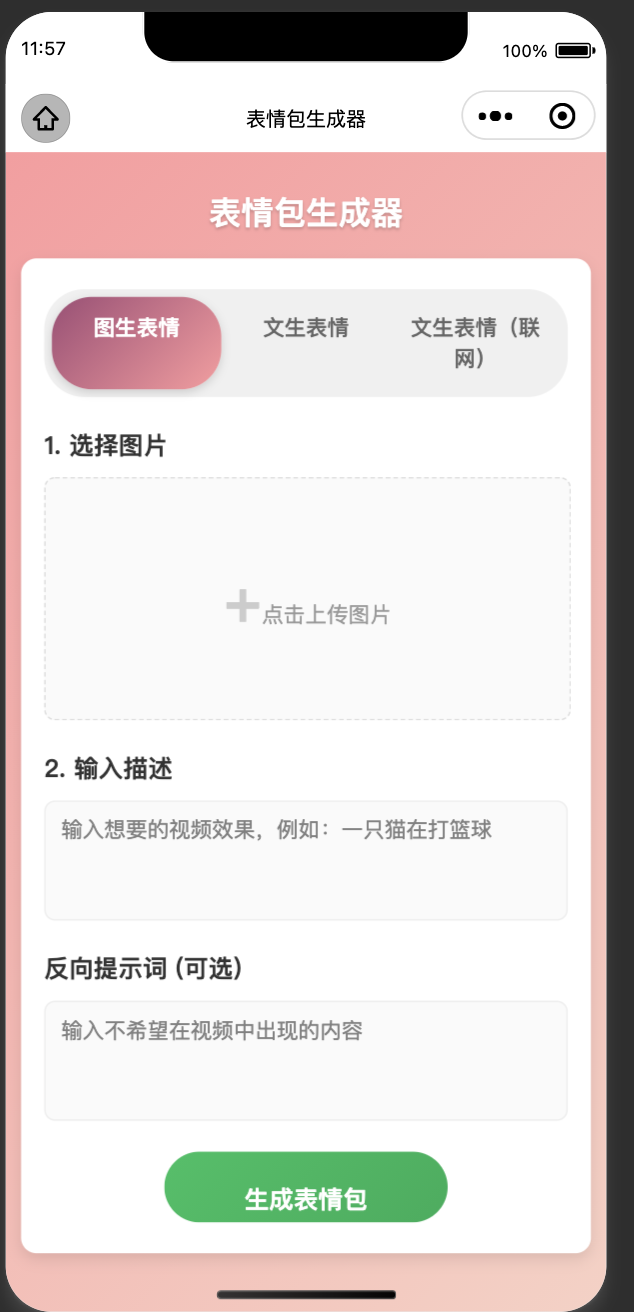 11:57
100%
表情包生成器
表情包生成器
图生表情
文生表情
文生表情（联
网）
1. 选择图片
+点击上传图片
2. 输入描述
输入想要的视频效果，例如：一只猫在打篮球
反向提示词 (可选)
输入不希望在视频中出现的内容
生成表情包